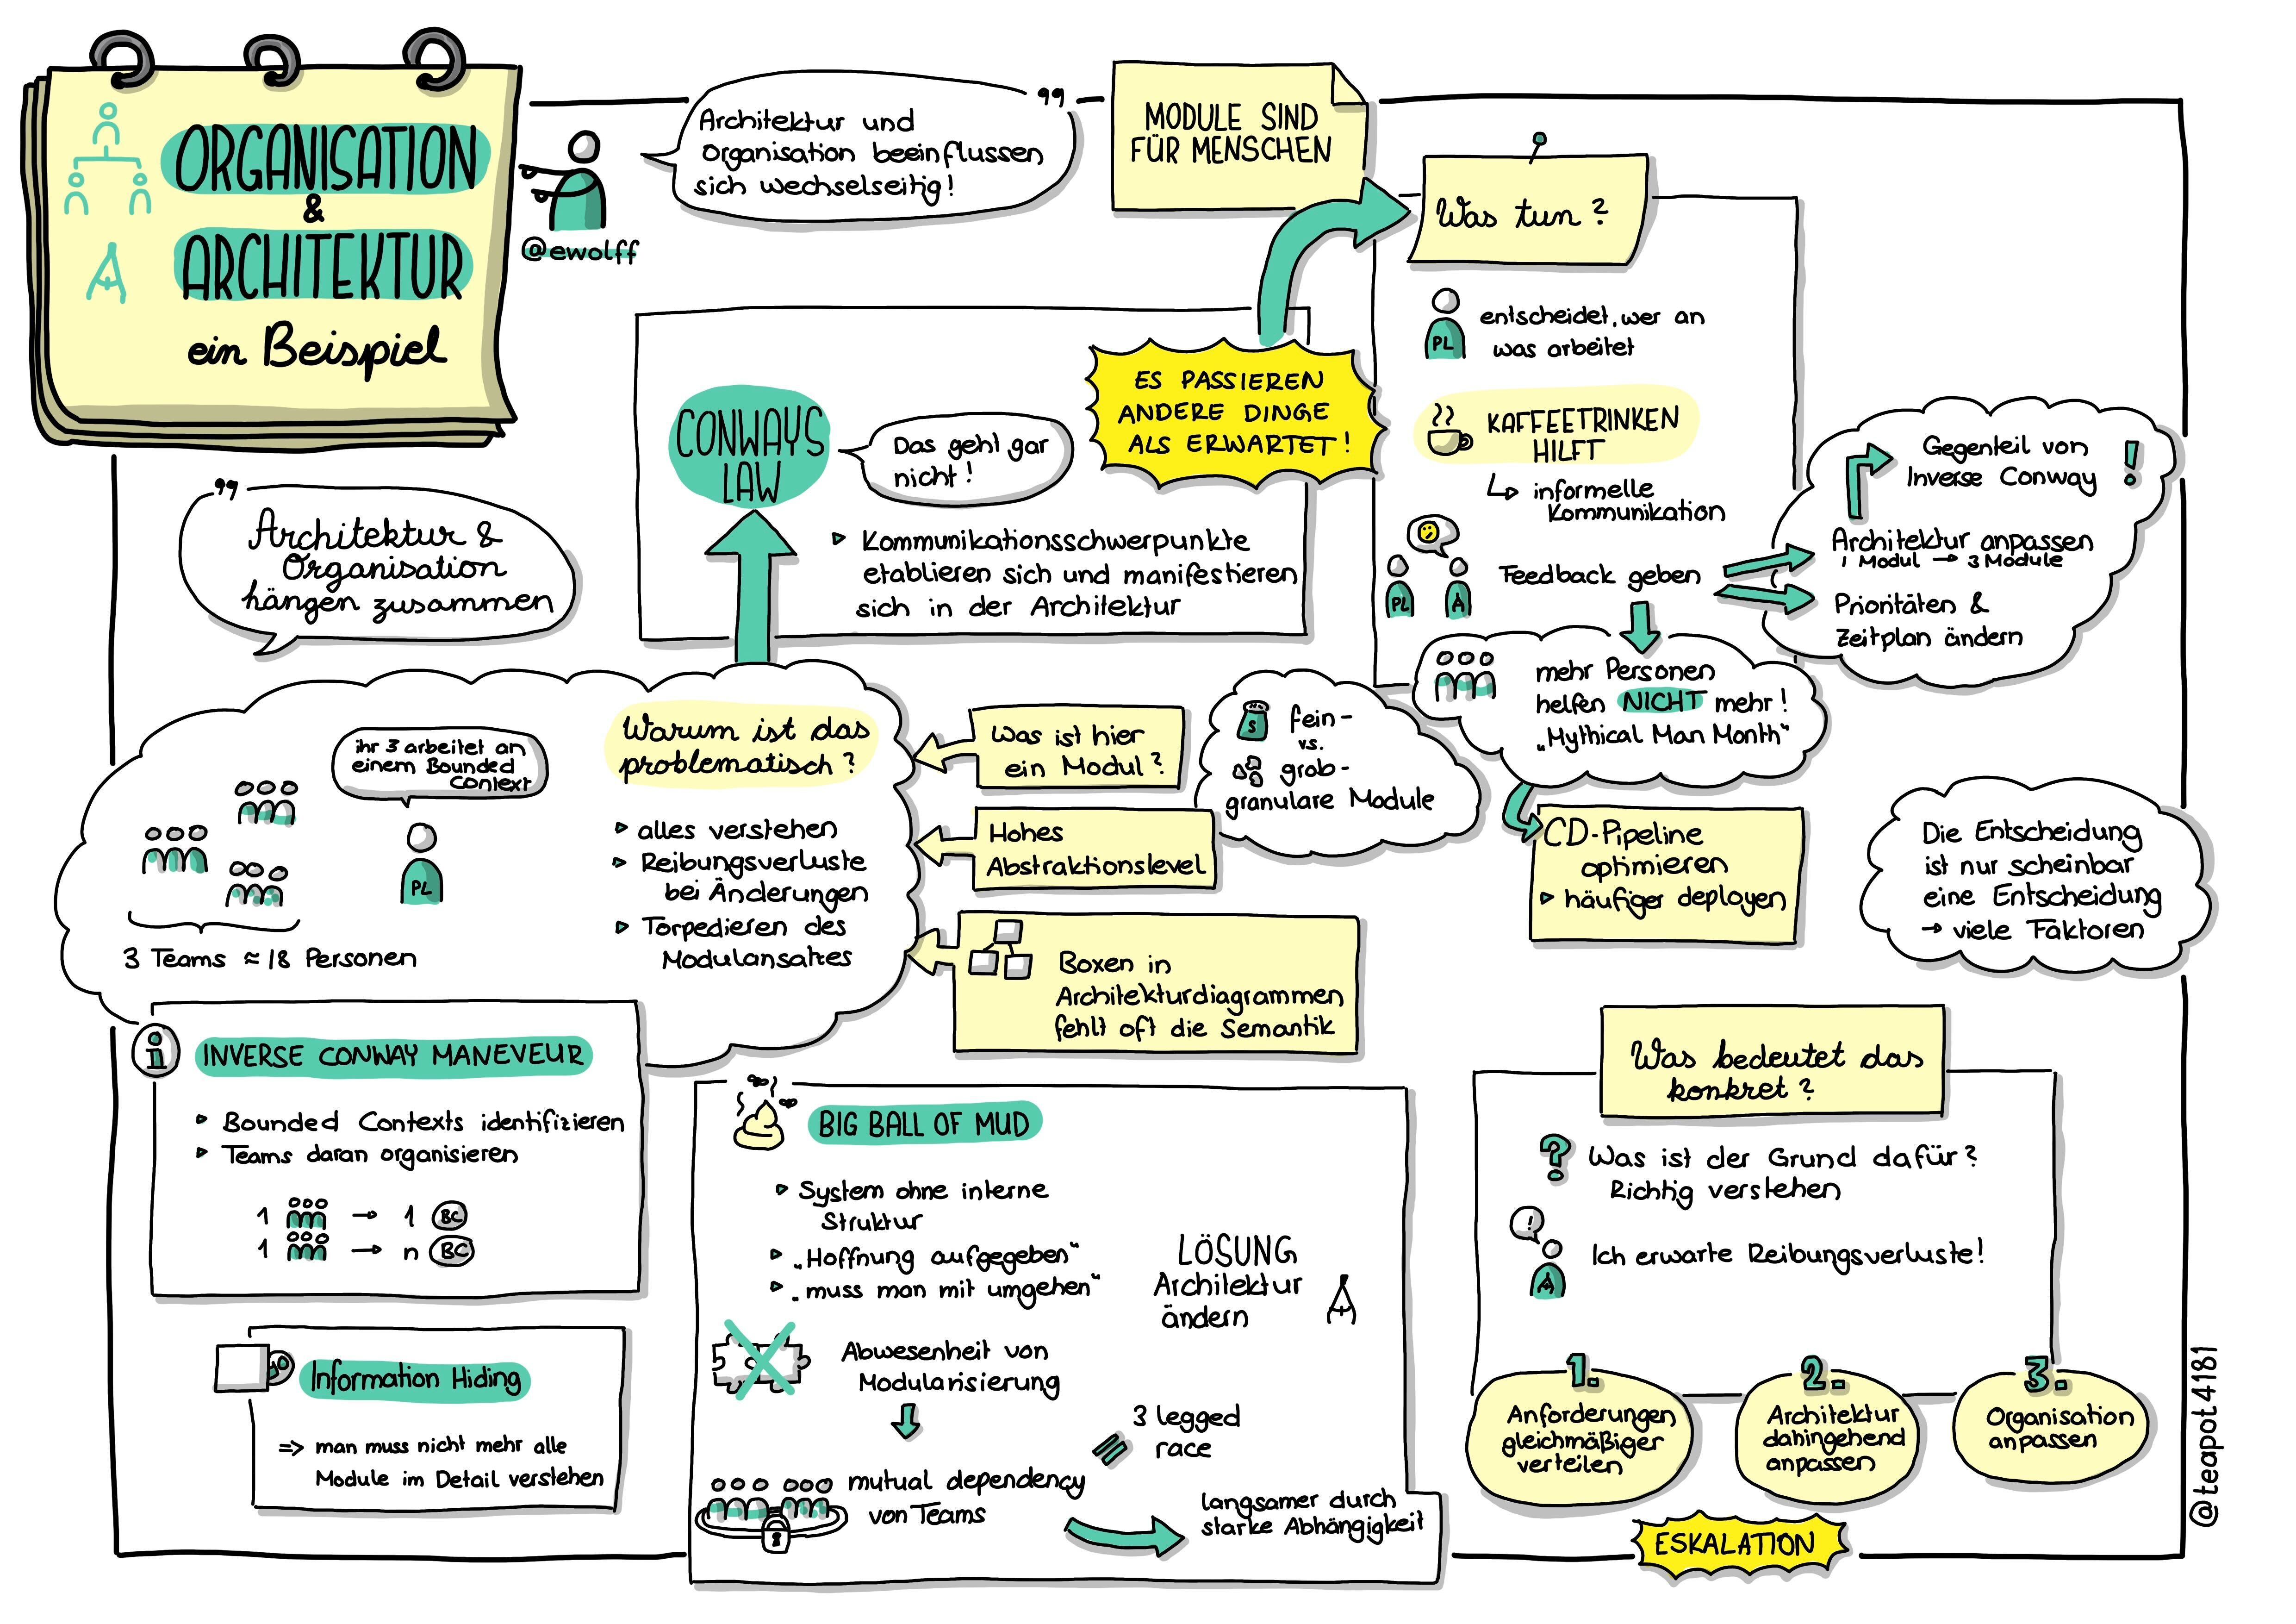 ORGANISATION
&
ARCHITEKTUR
ein Beispiel
@ewolff
Architektur und
Organisation beeinflussen
sich wechselseitig!
MODULE SIND
FÜR MENSCHEN
Was tun?
PL
entscheidet, wer an
was arbeitet
KAFFEETRINKEN
HILFT
informelle
Kommunikation
PL
A
Feedback geben
Gegenteil von
Inverse Conway
!
Architektur anpassen
1 Modul → 3 Module
Prioritäten &
Zeitplan ändern
mehr Personen
helfen NICHT mehr!
„Mythical Man Month“
CD-Pipeline
optimieren
▸ häufiger deployen
Die Entscheidung
ist nur scheinbar
eine Entscheidung
→ viele Faktoren
ES PASSIEREN
ANDERE DINGE
ALS ERWARTET!
CONWAYS
LAW
Das geht gar
nicht!
▸ Kommunikationsschwerpunkte
etablieren sich und manifestieren
sich in der Architektur
Architektur &
Organisation
hängen zusammen
ihr 3 arbeitet an
einem Bounded
Context
PL
3 Teams ≈ 18 Personen
Warum ist das
problematisch?
▸ alles verstehen
▸ Reibungsverluste
bei Änderungen
▸ Torpedieren des
Modulansatzes
Was ist hier
ein Modul?
Hohes
Abstraktionslevel
Boxen in
Architekturdiagrammen
fehlt oft die Semantik
S
fein-
vs.
grob-
granulare Module
i
INVERSE CONWAY MANEVEUR
▸ Bounded Contexts identifizieren
▸ Teams daran organisieren
1 → 1 BC
1 → n BC
Information Hiding
=> man muss nicht mehr alle
Module im Detail verstehen
BIG BALL OF MUD
▸ System ohne interne
Struktur
▸ „Hoffnung aufgegeben“
▸ „muss man mit umgehen“
LÖSUNG
Architektur
ändern
Abwesenheit von
Modularisierung
mutual dependency
von Teams
3 legged
race
langsamer durch
starke Abhängigkeit
Was bedeutet das
konkret?
? Was ist der Grund dafür?
Richtig verstehen
!
A
Ich erwarte Reibungsverluste!
1.
Anforderungen
gleichmäßiger
verteilen
2.
Architektur
dahingehend
anpassen
3.
Organisation
anpassen
ESKALATION
@teapot4181